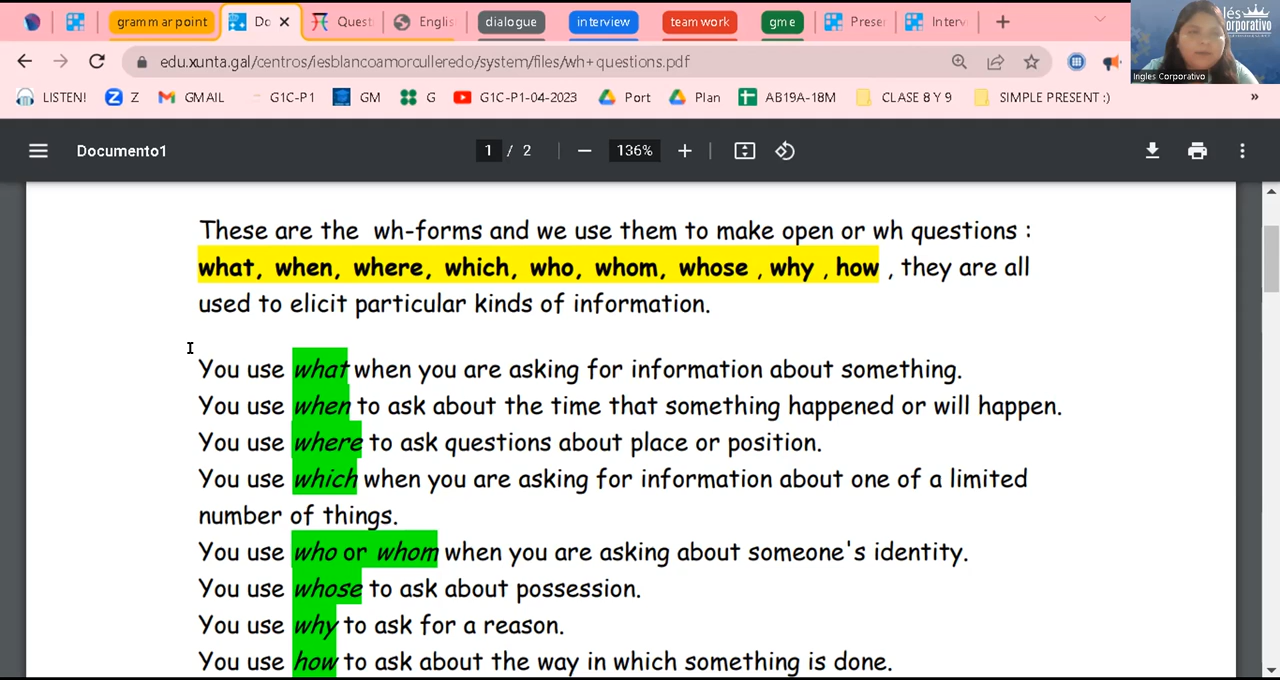 grammar point
Do
Questi
Englis
dialogue
interview
team work
gme
Preser
Interv
lés
orporativo
Ingles Corporativo
edu.xunta.gal/centros/iesblancoamorculleredo/system/files/wh+questions.pdf
LISTEN! Z GMAIL G1C-P1 GM G G1C-P1-04-2023 Port Plan AB19A-18M CLASE 8 Y 9 SIMPLE PRESENT :) »
Documento1 1 / 2 136%
These are the wh-forms and we use them to make open or wh questions :
what, when, where, which, who, whom, whose , why , how , they are all
used to elicit particular kinds of information.
You use what when you are asking for information about something.
You use when to ask about the time that something happened or will happen.
You use where to ask questions about place or position.
You use which when you are asking for information about one of a limited
number of things.
You use who or whom when you are asking about someone's identity.
You use whose to ask about possession.
You use why to ask for a reason.
You use how to ask about the way in which something is done.